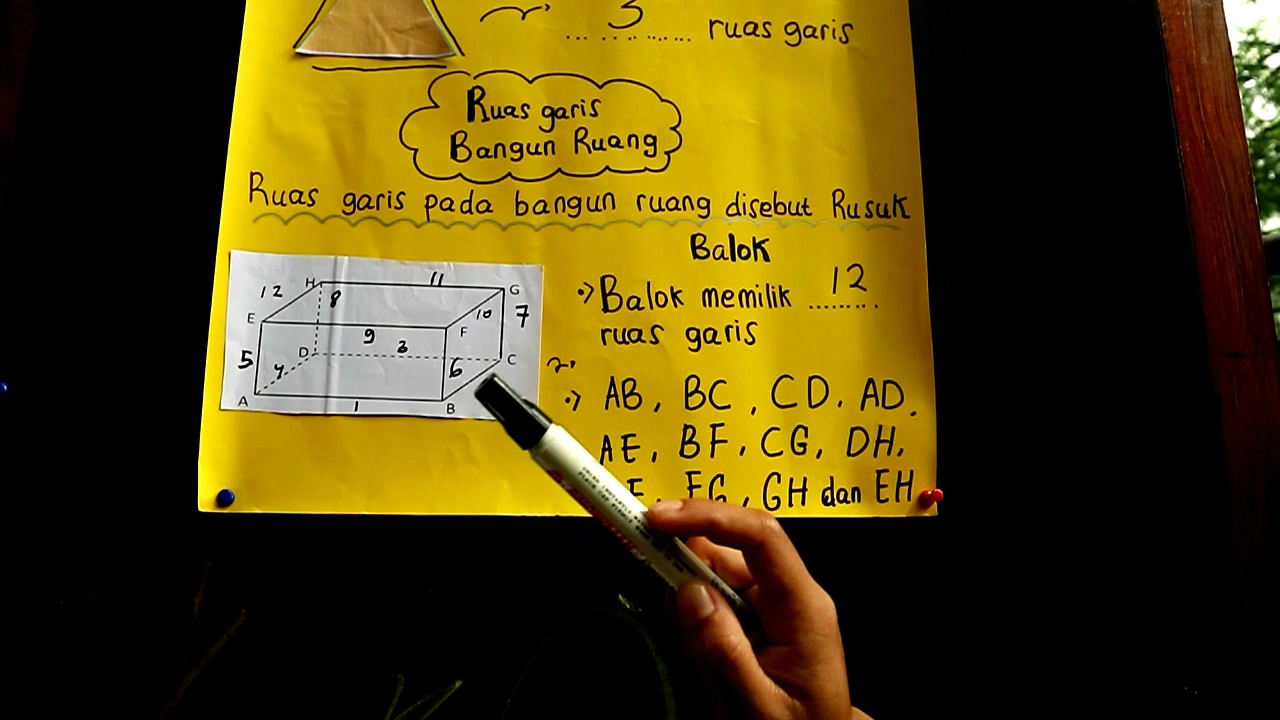 3
.............. ruas garis
Ruas garis
Bangun Ruang
Ruas garis pada bangun ruang disebut Rusuk
Balok
Balok memilik 12
ruas garis
AB, BC, CD. AD.
AE, BF, CG, DH.
FG, GH dan EH
H 11 G
12 8 10 7
E F
9
D 3 C
5 4 6
A 1 B